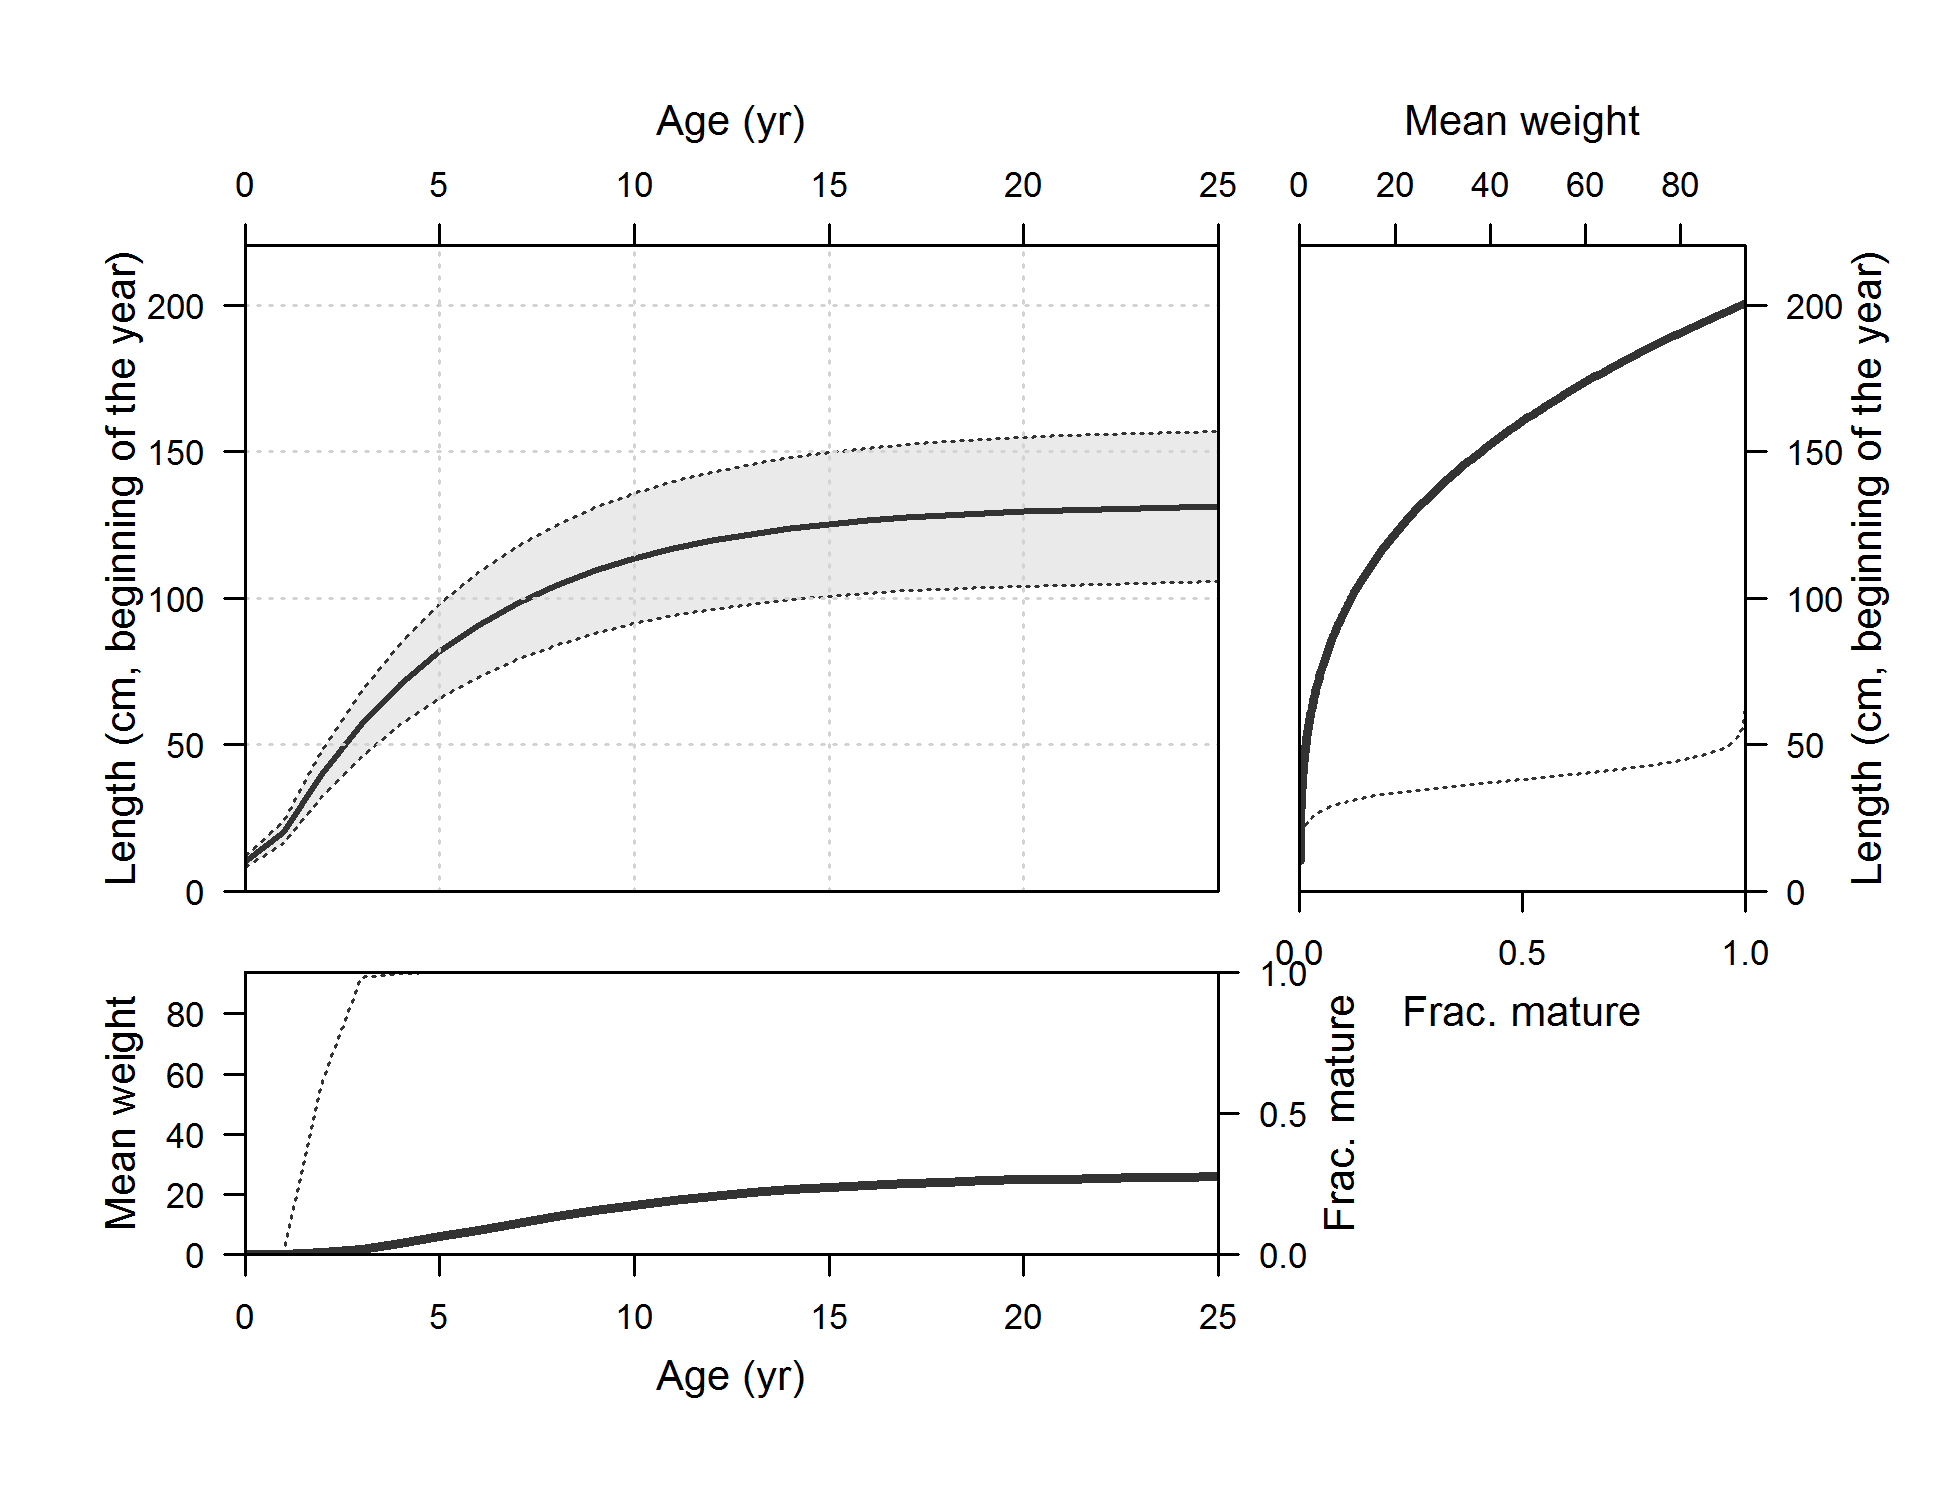 Age (yr)
Mean weight
0 5 10 15 20 25
0 20 40 60 80
Length (cm, beginning of the year)
200
150
100
50
0
200
150
100
50
0
Length (cm, beginning of the year)
0.0 0.5 1.0
Frac. mature
Mean weight
80
60
40
20
0
1.0
0.5
0.0
Frac. mature
0 5 10 15 20 25
Age (yr)